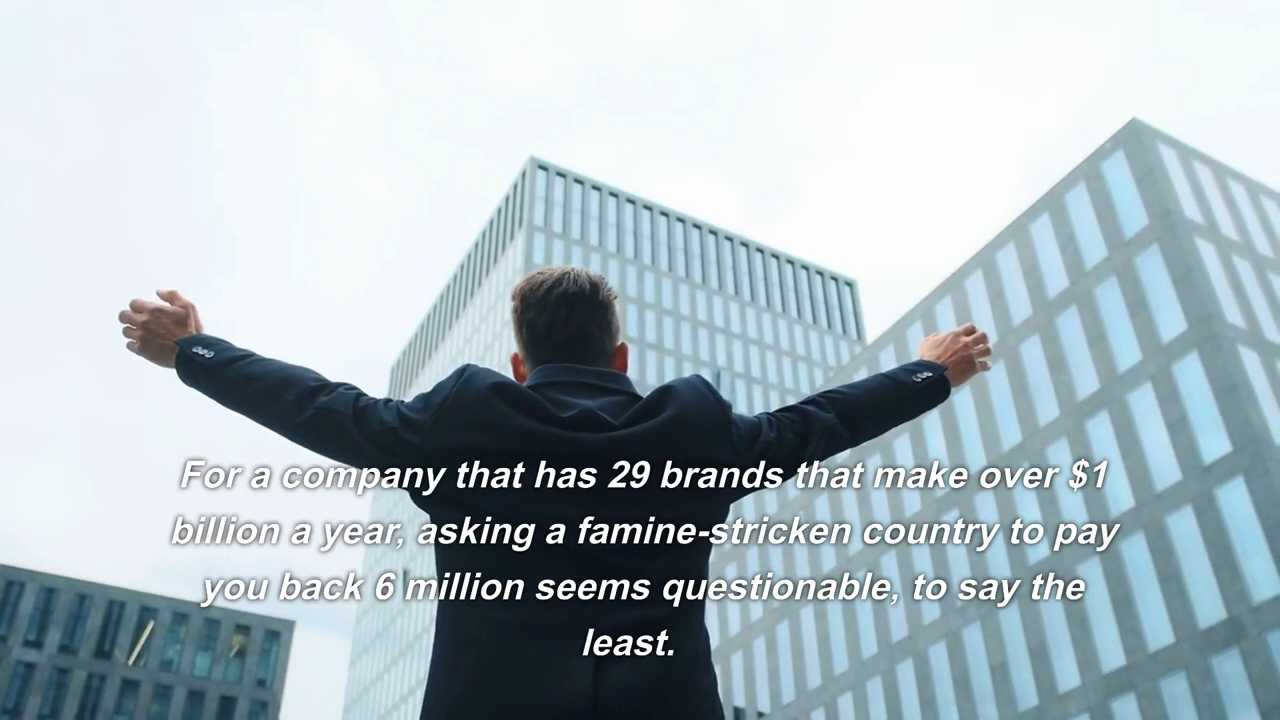 For a company that has 29 brands that make over $1
billion a year, asking a famine-stricken country to pay
you back 6 million seems questionable, to say the
least.